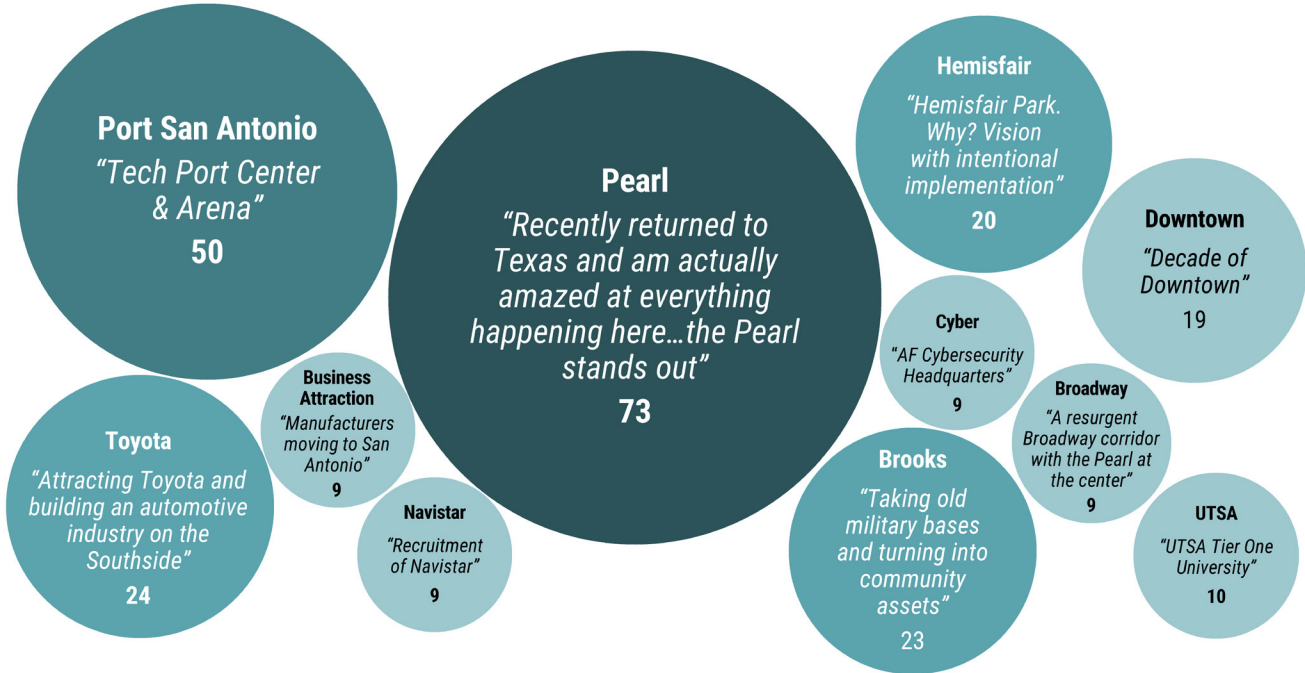 Port San Antonio
“Tech Port Center
& Arena”
50
Pearl
“Recently returned to
Texas and am actually
amazed at everything
happening here…the Pearl
stands out”
73
Hemisfair
“Hemisfair Park.
Why? Vision
with intentional
implementation”
20
Downtown
“Decade of
Downtown”
19
Toyota
“Attracting Toyota and
building an automotive
industry on the
Southside”
24
Business
Attraction
“Manufacturers
moving to San
Antonio”
9
Navistar
“Recruitment
of Navistar”
9
Cyber
“AF Cybersecurity
Headquarters”
9
Broadway
“A resurgent
Broadway corridor
with the Pearl at
the center”
9
Brooks
“Taking old
military bases
and turning into
community
assets”
23
UTSA
“UTSA Tier One
University”
10